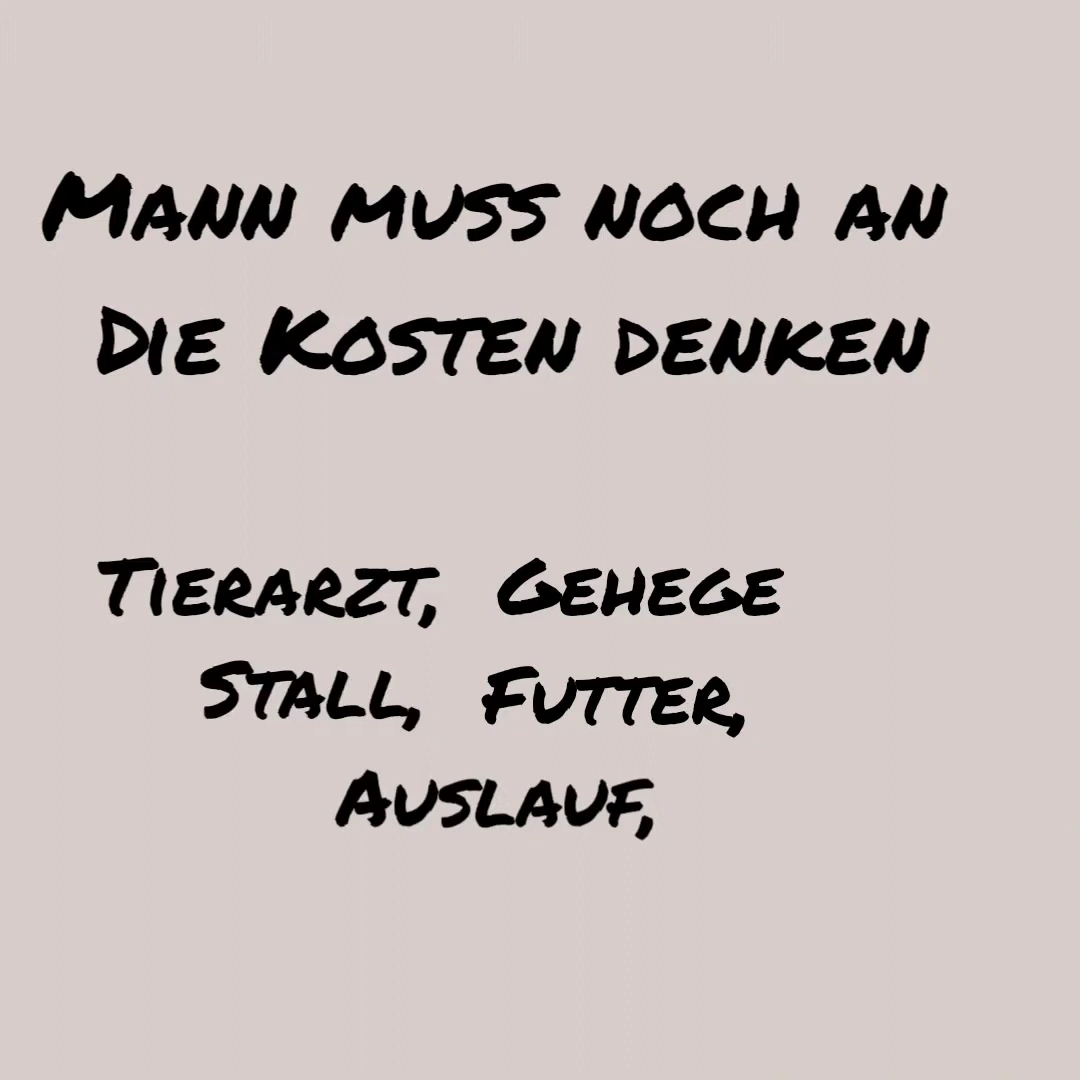 Mann muss noch an
die Kosten denken
Tierarzt, Gehege
Stall, Futter,
Auslauf,